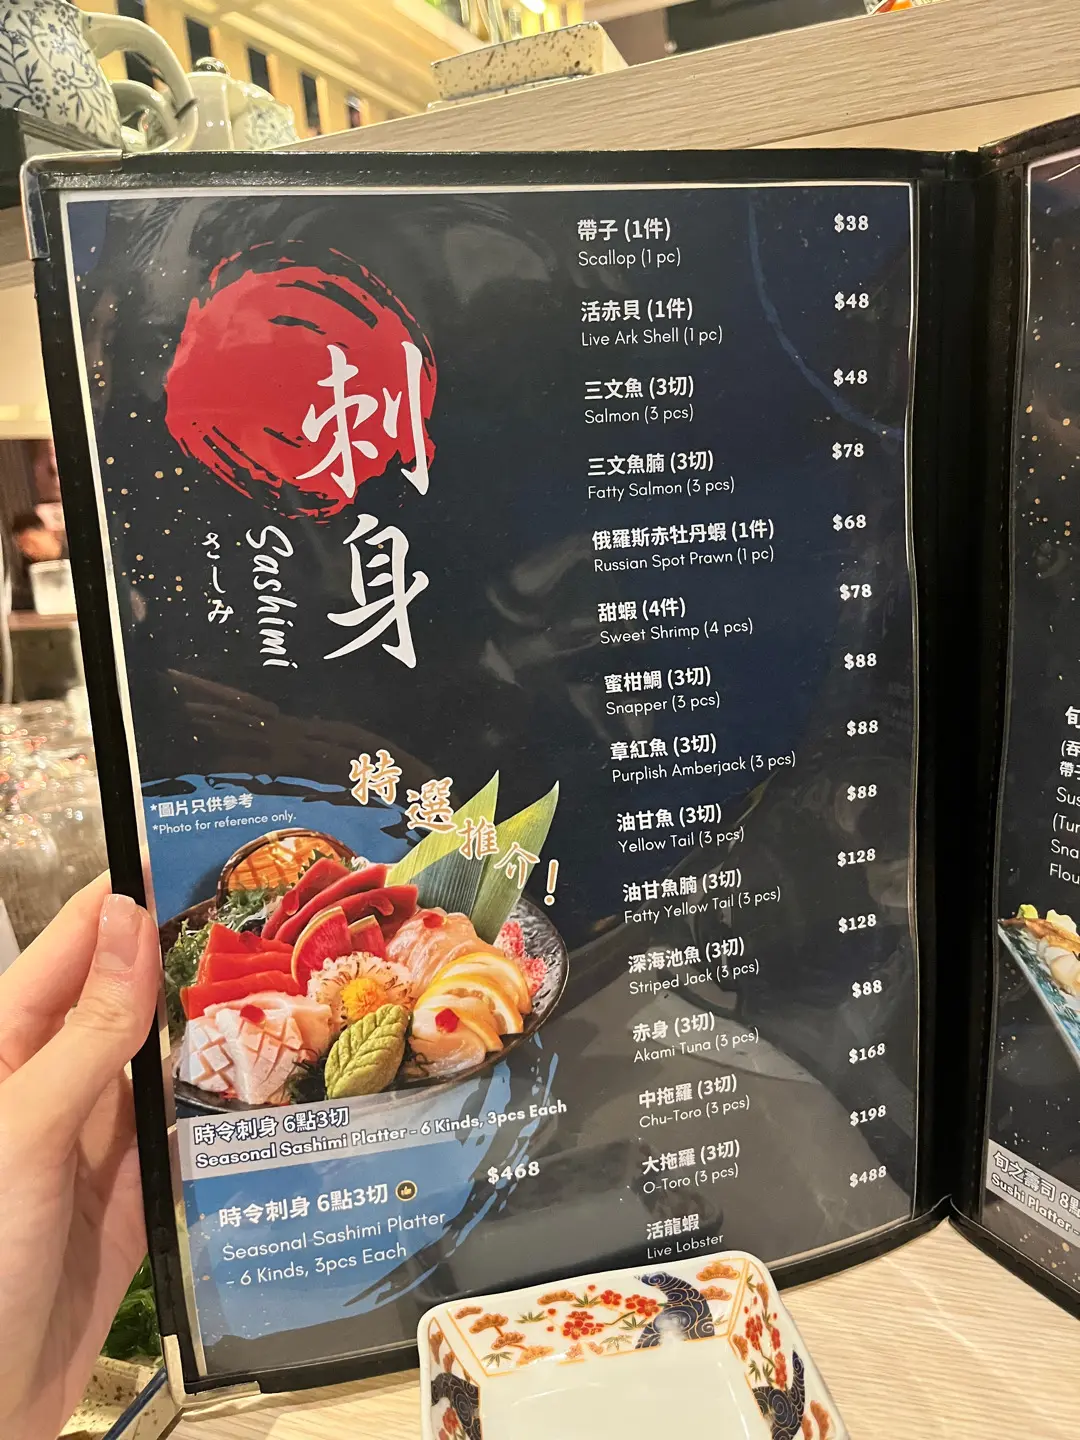 刺身
Sashimi
さしみ
帶子 (1件) $38
Scallop (1 pc)
活赤貝 (1件) $48
Live Ark Shell (1 pc)
三文魚 (3切) $48
Salmon (3 pcs)
三文魚腩 (3切) $78
Fatty Salmon (3 pcs)
俄羅斯赤牡丹蝦 (1件) $68
Russian Spot Prawn (1 pc)
甜蝦 (4件) $78
Sweet Shrimp (4 pcs)
蜜柑鯛 (3切) $88
Snapper (3 pcs)
章紅魚 (3切) $88
Purplish Amberjack (3 pcs)
油甘魚 (3切) $88
Yellow Tail (3 pcs)
油甘魚腩 (3切) $128
Fatty Yellow Tail (3 pcs)
深海池魚 (3切) $128
Striped Jack (3 pcs)
赤身 (3切) $88
Akami Tuna (3 pcs)
中拖羅 (3切) $168
Chu-Toro (3 pcs)
大拖羅 (3切) $198
O-Toro (3 pcs)
活龍蝦 $488
Live Lobster
特選推介!
*圖片只供參考
*Photo for reference only.
時令刺身 6點3切
Seasonal Sashimi Platter - 6 Kinds, 3pcs Each
時令刺身 6點3切 $468
Seasonal Sashimi Platter
- 6 Kinds, 3pcs Each
旬之壽司 8點
Sushi Platter -